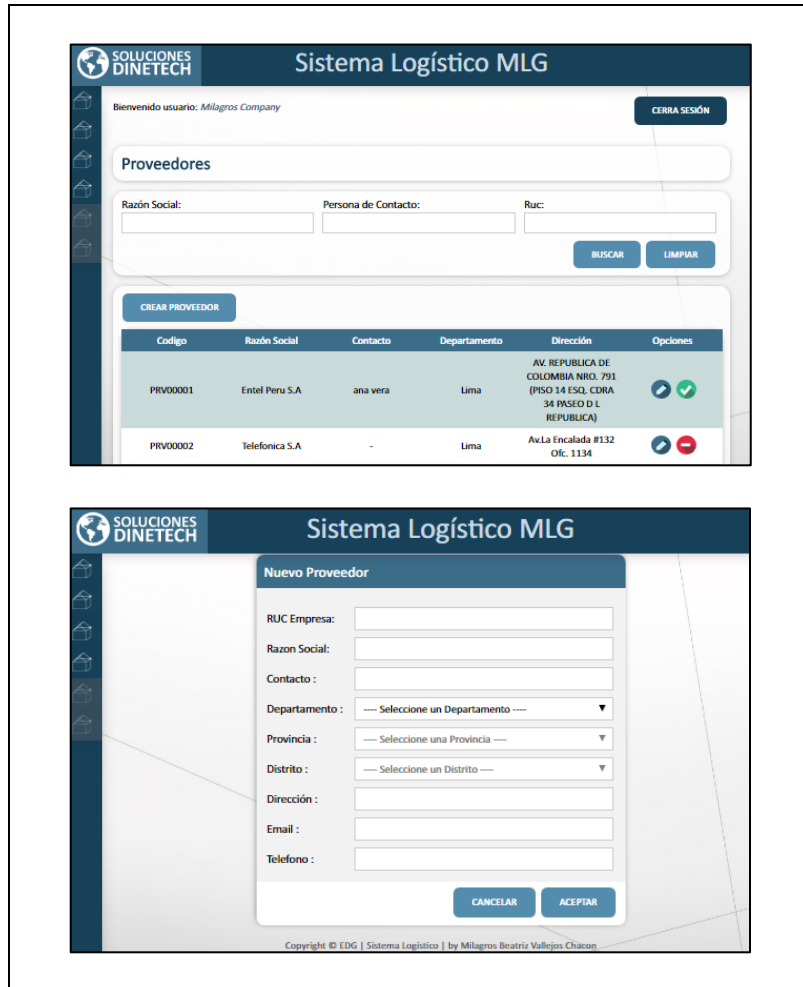 SOLUCIONES
DINETECH
Sistema Logístico MLG
Bienvenido usuario: Milagros Company
CERRA SESIÓN
Proveedores
Razón Social:
Persona de Contacto:
Ruc:
BUSCAR
LIMPIAR
CREAR PROVEEDOR
Codigo Razón Social Contacto Departamento Dirección Opciones
AV. REPUBLICA DE
COLOMBIA NRO. 791
PRV00001 Entel Peru S.A ana vera Lima (PISO 14 ESQ. CDRA
34 PASEO D L
REPUBLICA)
PRV00002 Telefonica S.A - Lima Av.La Encalada #132
Ofc. 1134
SOLUCIONES
DINETECH
Sistema Logístico MLG
Nuevo Proveedor
RUC Empresa:
Razon Social:
Contacto :
Departamento : ---- Seleccione un Departamento ----
Provincia : ---- Seleccione una Provincia ----
Distrito : ---- Seleccione un Distrito ----
Dirección :
Email :
Telefono :
CANCELAR
ACEPTAR
Copyright © EDG | Sistema Logístico | by Milagros Beatriz Vallejos Chacon